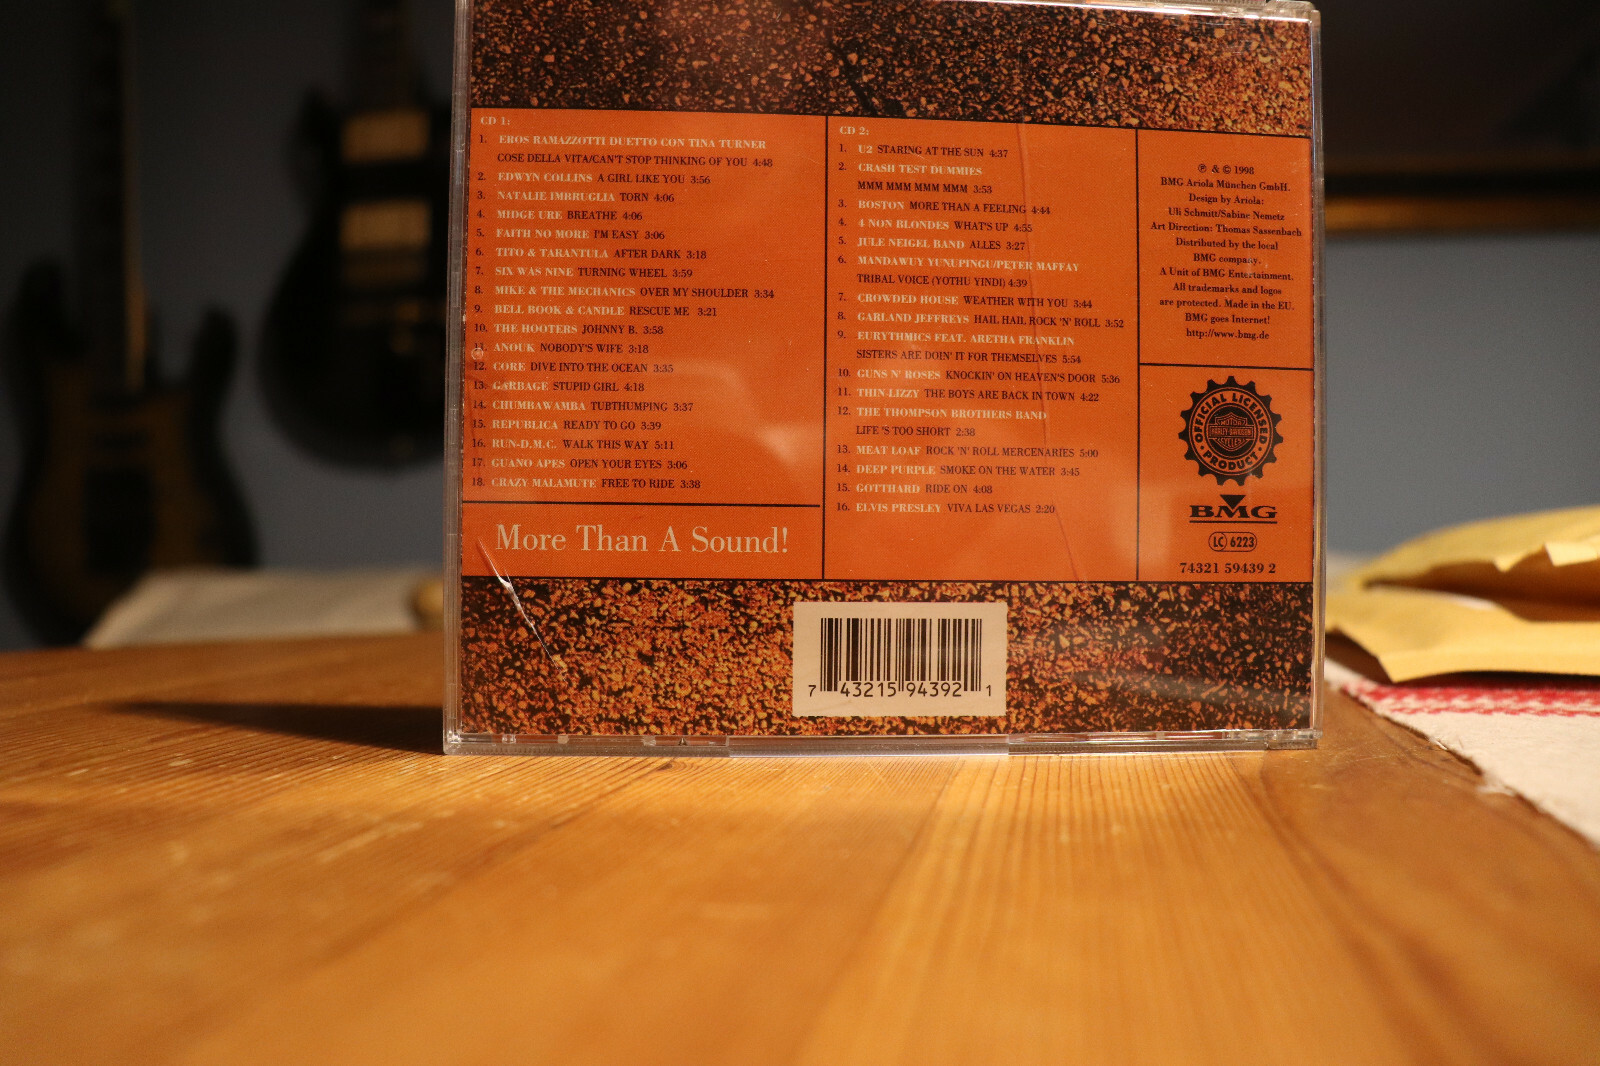 CD 1:
1. EROS RAMAZZOTTI DUETTO CON TINA TURNER
COSE DELLA VITA/CAN'T STOP THINKING OF YOU 4:48
2. EDWYN COLLINS A GIRL LIKE YOU 3:56
3. NATALIE IMBRUGLIA TORN 4:06
4. MIDGE URE BREATHE 4:06
5. FAITH NO MORE I'M EASY 3:06
6. TITO & TARANTULA AFTER DARK 3:18
7. SIX WAS NINE TURNING WHEEL 3:59
8. MIKE & THE MECHANICS OVER MY SHOULDER 3:34
9. BELL BOOK & CANDLE RESCUE ME 3:21
10. THE HOOTERS JOHNNY B. 3:58
11. ANOUK NOBODY'S WIFE 3:18
12. CORE DIVE INTO THE OCEAN 3:35
13. GARBAGE STUPID GIRL 4:18
14. CHUMBAWAMBA TUBTHUMPING 3:37
15. REPUBLICA READY TO GO 3:39
16. RUN-D.M.C. WALK THIS WAY 5:11
17. GUANO APES OPEN YOUR EYES 3:06
18. CRAZY MALAMUTE FREE TO RIDE 3:38
More Than A Sound!
CD 2:
1. U2 STARING AT THE SUN 4:37
2. CRASH TEST DUMMIES
MMM MMM MMM MMM 3:53
3. BOSTON MORE THAN A FEELING 4:44
4. 4 NON BLONDES WHAT'S UP 4:55
5. JULE NEIGEL BAND ALLES 3:27
6. MANDAWUY YUNUPINGU/PETER MAFFAY
TRIBAL VOICE (YOTHU YINDI) 4:39
7. CROWDED HOUSE WEATHER WITH YOU 3:44
8. GARLAND JEFFREYS HAIL HAIL ROCK 'N' ROLL 3:52
9. EURYTHMICS FEAT. ARETHA FRANKLIN
SISTERS ARE DOIN' IT FOR THEMSELVES 5:54
10. GUNS N' ROSES KNOCKIN' ON HEAVEN'S DOOR 5:36
11. THIN-LIZZY THE BOYS ARE BACK IN TOWN 4:22
12. THE THOMPSON BROTHERS BAND
LIFE 'S TOO SHORT 2:38
13. MEAT LOAF ROCK 'N' ROLL MERCENARIES 5:00
14. DEEP PURPLE SMOKE ON THE WATER 3:45
15. GOTTHARD RIDE ON 4:08
16. ELVIS PRESLEY VIVA LAS VEGAS 2:20
℗ & © 1998
BMG Ariola München GmbH.
Design by Ariola:
Uli Schmitt/Sabine Nemetz
Art Direction: Thomas Sassenbach
Distributed by the local
BMG company.
A Unit of BMG Entertainment.
All trademarks and logos
are protected. Made in the EU.
BMG goes Internet!
http://www.bmg.de
OFFICIAL LICENSED
MOTOR
HARLEY-DAVIDSON
CYCLES
PRODUCT
BMG
LC 6223
74321 59439 2
7 43215 94392 1